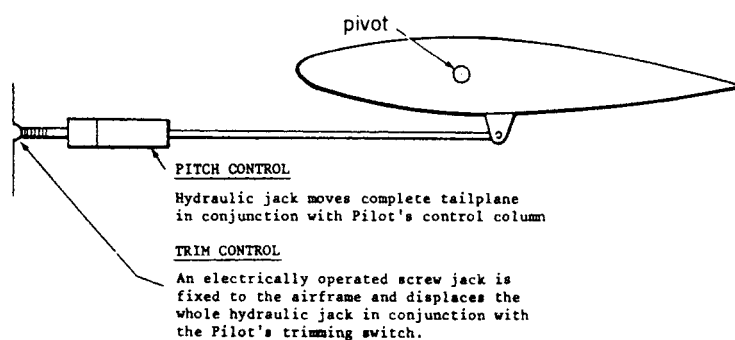 pivot
PITCH CONTROL
Hydraulic jack moves complete tailplane
in conjunction with Pilot's control column
TRIM CONTROL
An electrically operated screw jack is
fixed to the airframe and displaces the
whole hydraulic jack in conjunction with
the Pilot's trimming switch.